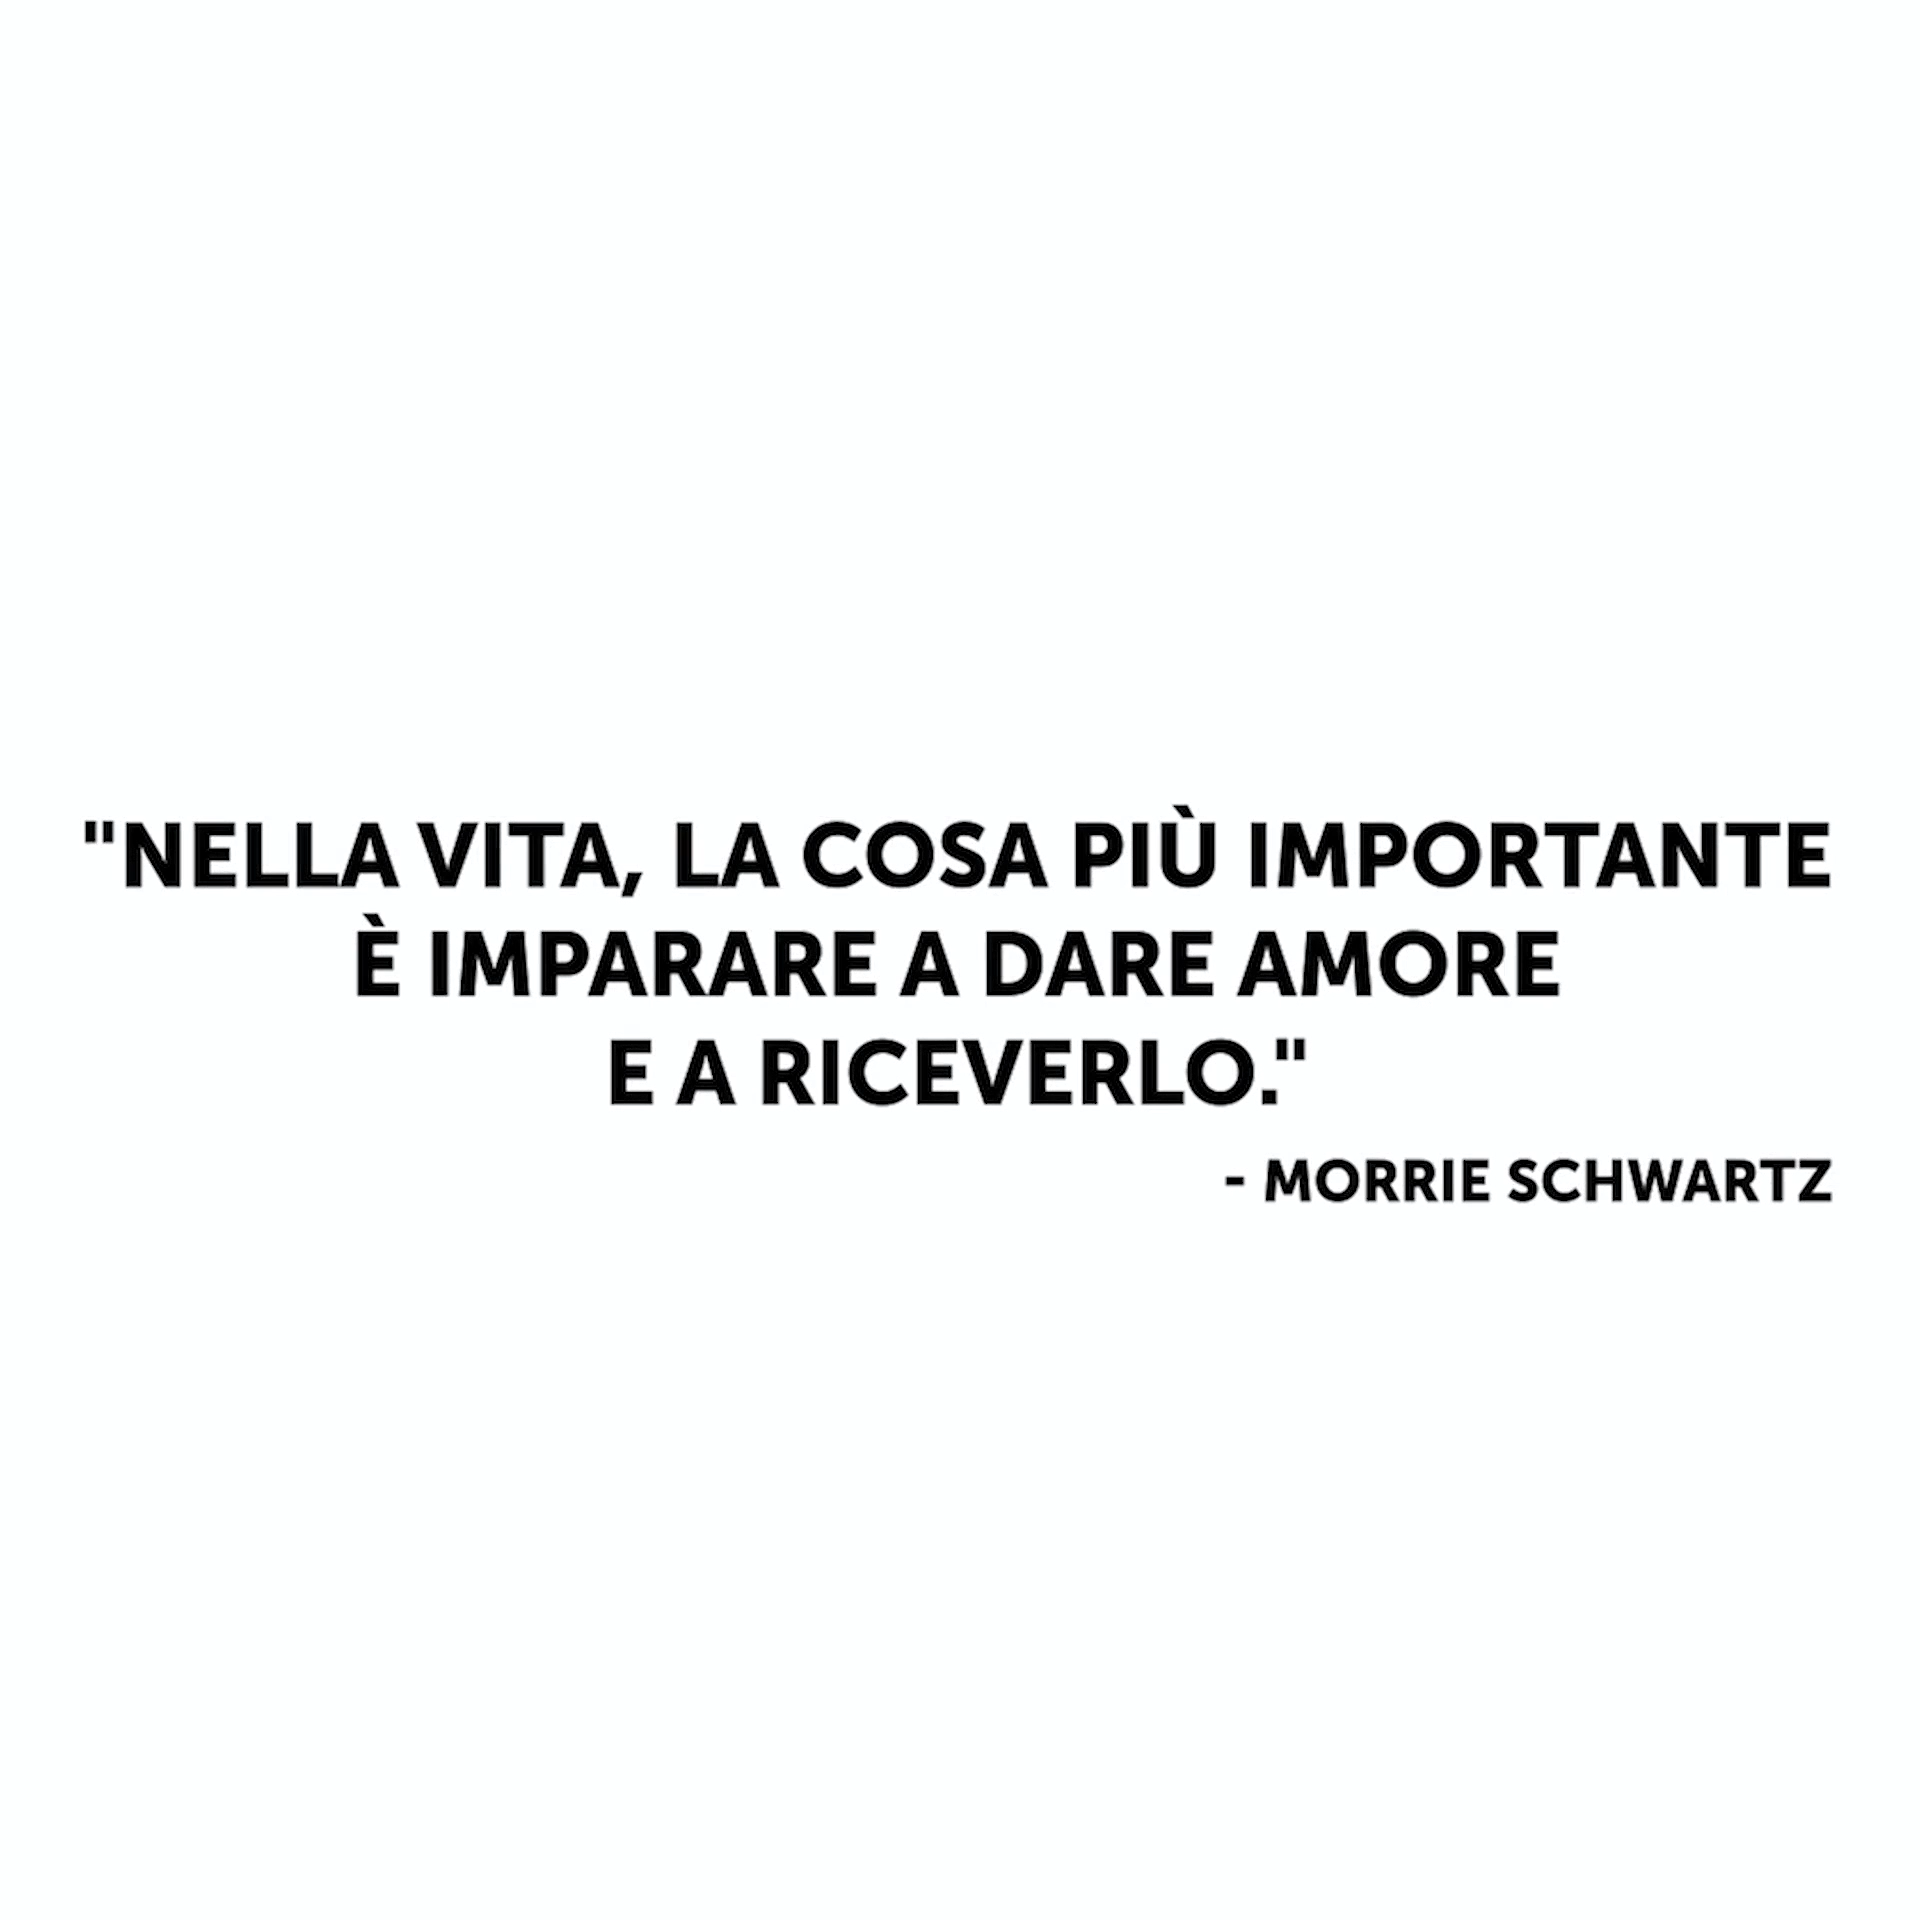 "NELLA VITA, LA COSA PIÙ IMPORTANTE
È IMPARARE A DARE AMORE
E A RICEVERLO."
- MORRIE SCHWARTZ